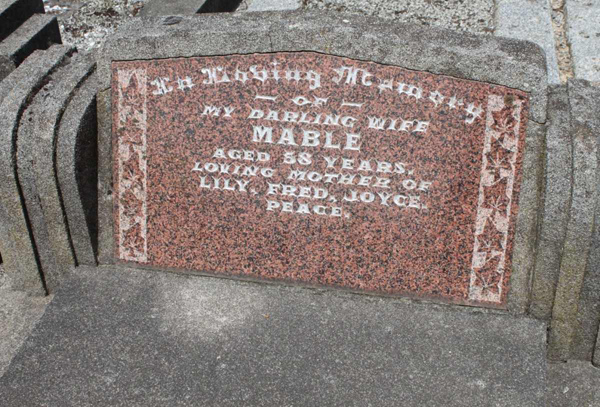 In Loving Memory
— OF —
MY DARLING WIFE
MABLE
AGED 58 YEARS.
LOVING MOTHER OF
LILY, FRED, JOYCE.
PEACE.